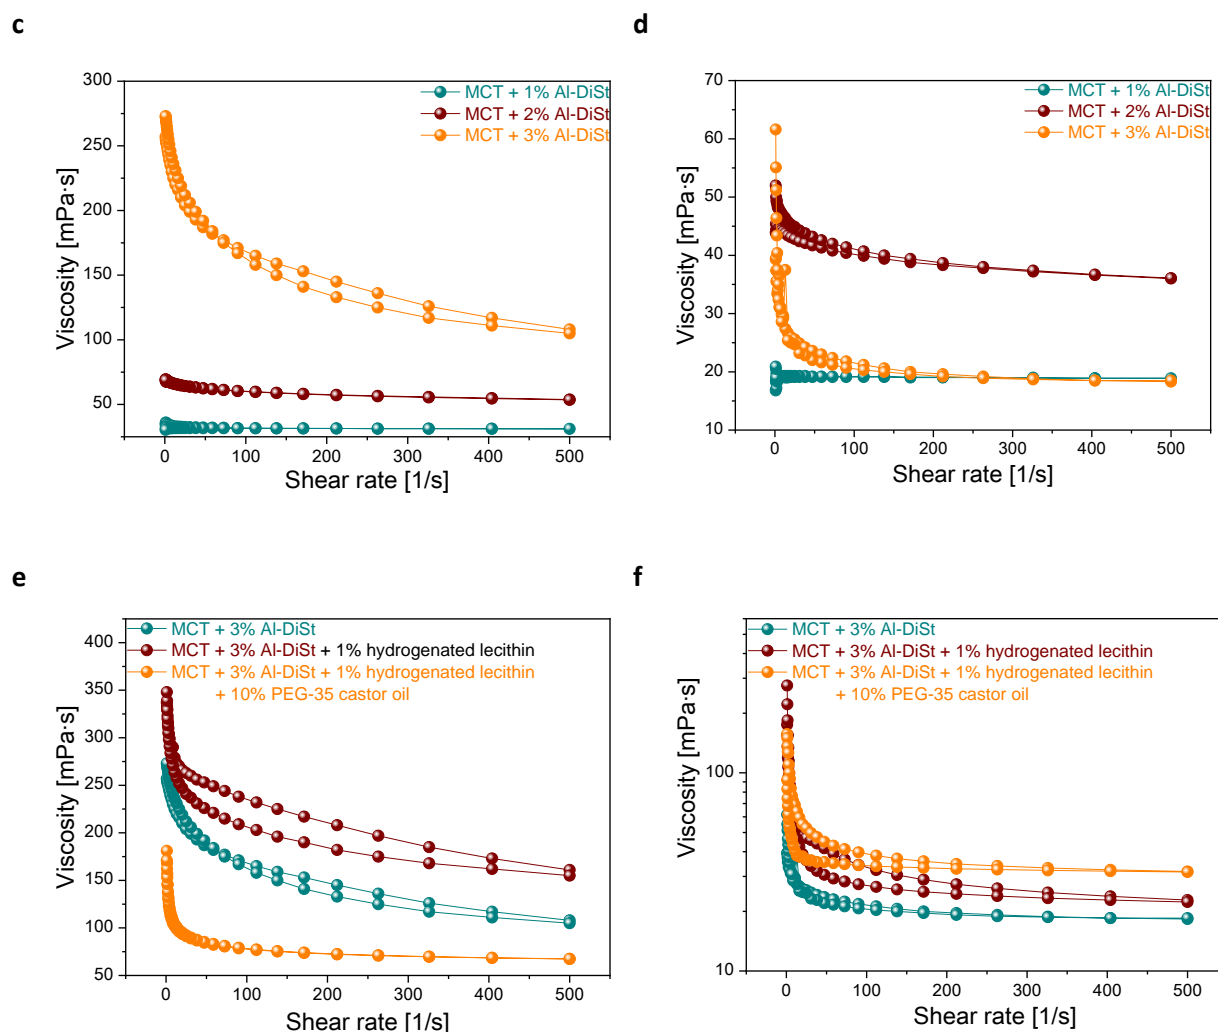 c
300
250
200
150
100
50
0
100
200
300
400
500
Viscosity [mPa·s]
Shear rate [1/s]
MCT + 1% Al-DiSt
MCT + 2% Al-DiSt
MCT + 3% Al-DiSt
d
70
60
50
40
30
20
10
0
100
200
300
400
500
Viscosity [mPa·s]
Shear rate [1/s]
MCT + 1% Al-DiSt
MCT + 2% Al-DiSt
MCT + 3% Al-DiSt
e
400
350
300
250
200
150
100
50
0
100
200
300
400
500
Viscosity [mPa·s]
Shear rate [1/s]
MCT + 3% Al-DiSt
MCT + 3% Al-DiSt + 1% hydrogenated lecithin
MCT + 3% Al-DiSt + 1% hydrogenated lecithin
+ 10% PEG-35 castor oil
f
100
10
0
100
200
300
400
500
Viscosity [mPa·s]
Shear rate [1/s]
MCT + 3% Al-DiSt
MCT + 3% Al-DiSt + 1% hydrogenated lecithin
MCT + 3% Al-DiSt + 1% hydrogenated lecithin
+ 10% PEG-35 castor oil